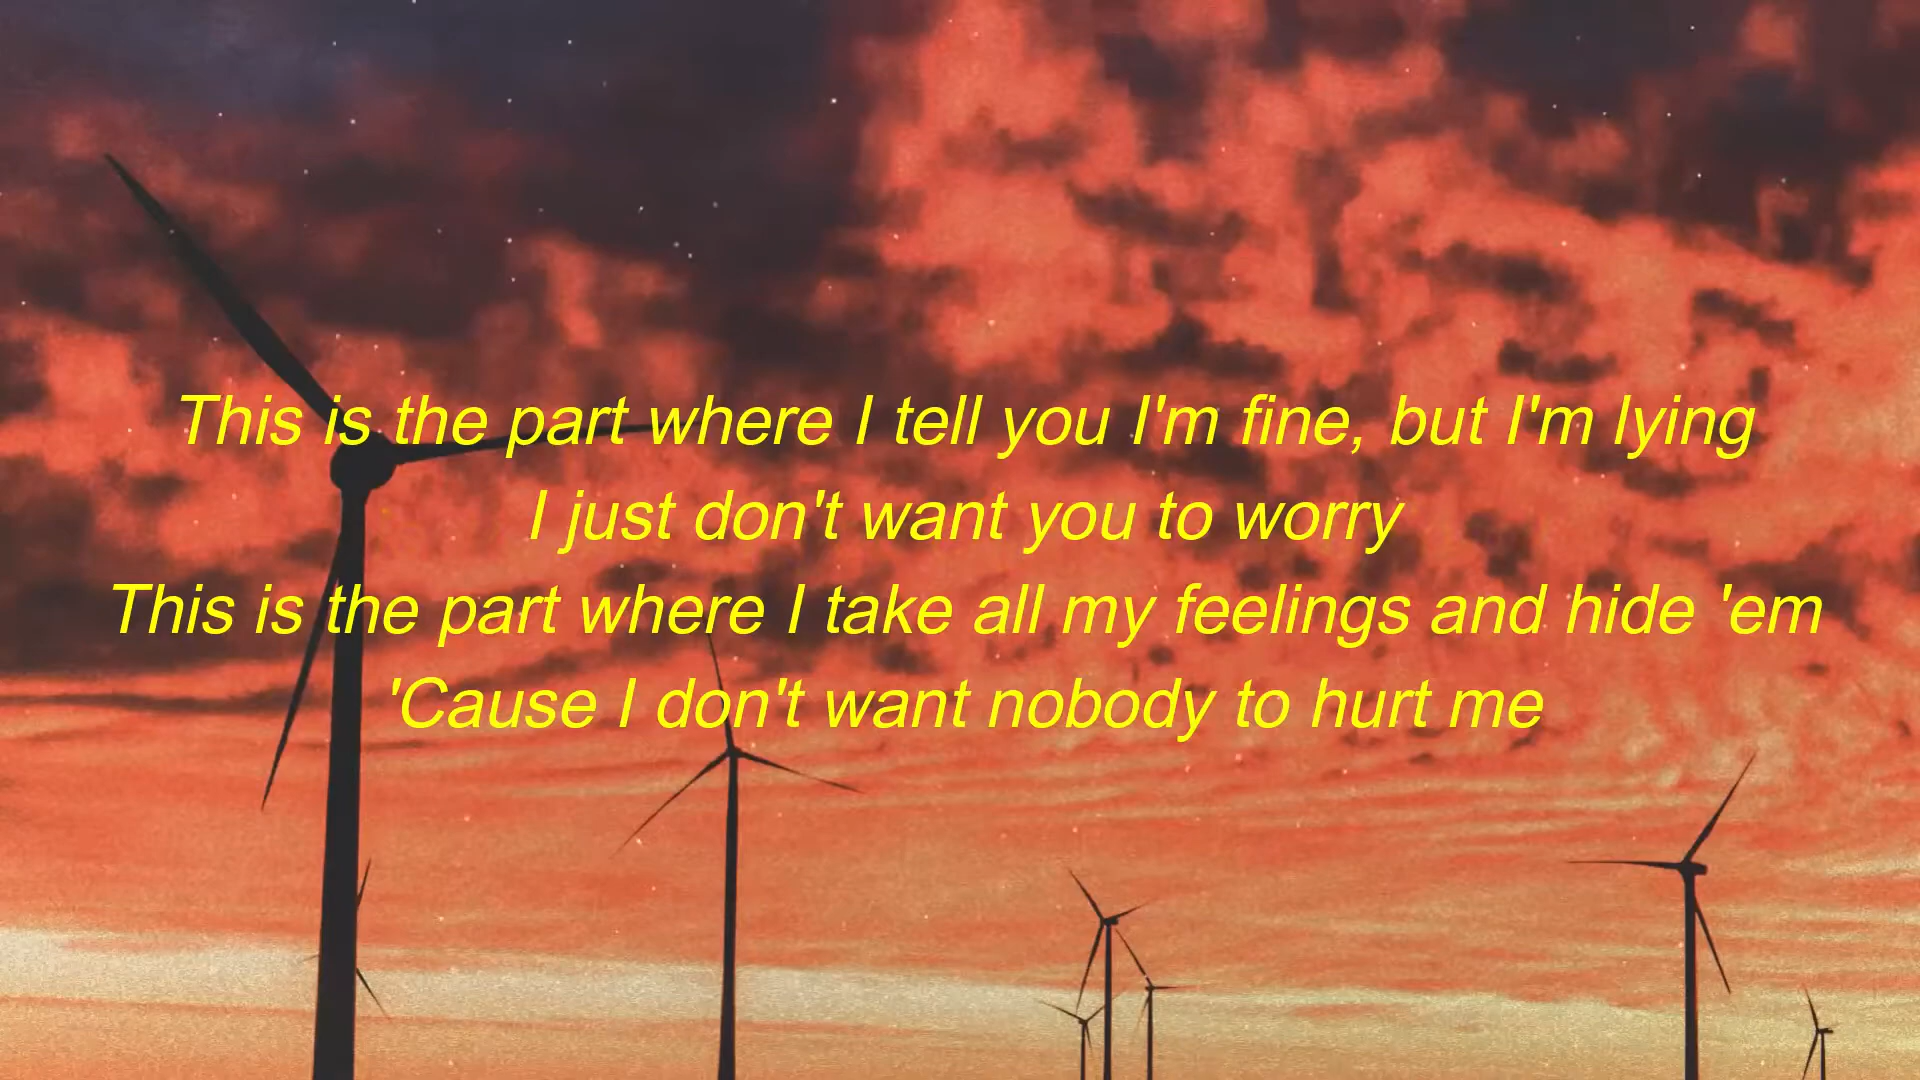 This is the part where I tell you I'm fine, but I'm lying
I just don't want you to worry
This is the part where I take all my feelings and hide 'em
'Cause I don't want nobody to hurt me